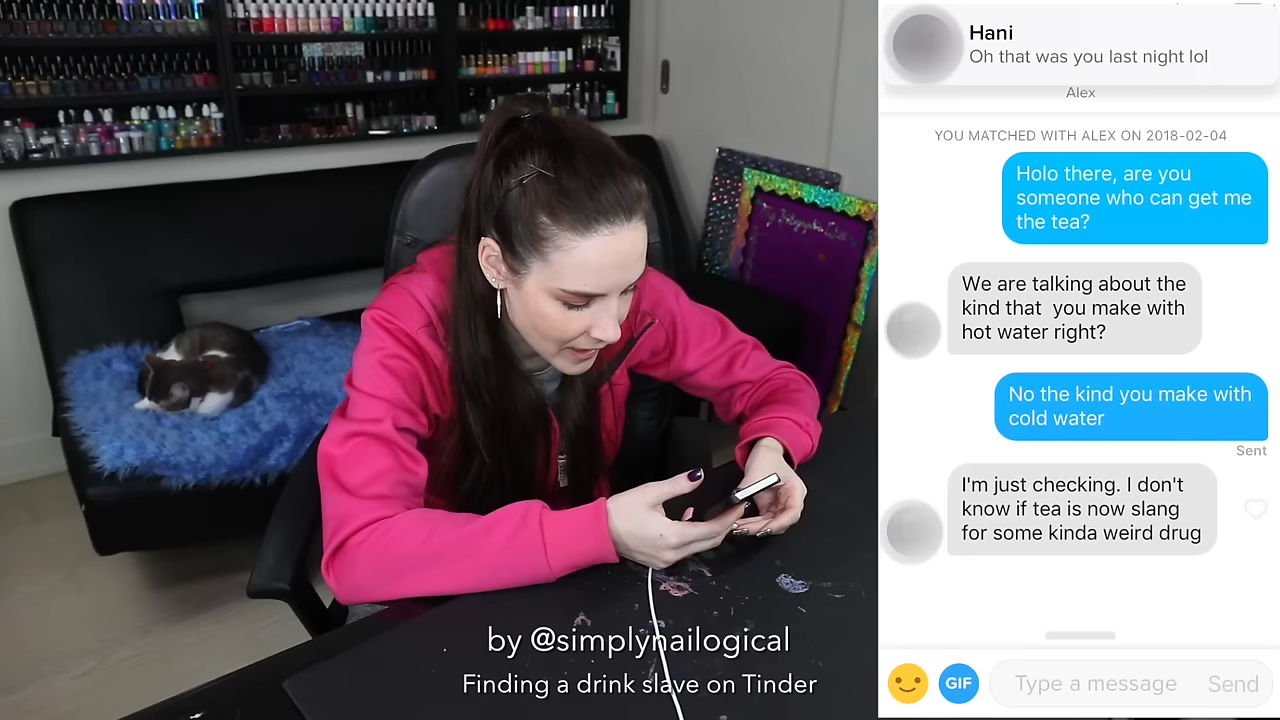 by @simplynailogical
Finding a drink slave on Tinder
Hani
Oh that was you last night lol
Alex
YOU MATCHED WITH ALEX ON 2018-02-04
Holo there, are you
someone who can get me
the tea?
We are talking about the
kind that  you make with
hot water right?
No the kind you make with
cold water
Sent
I'm just checking. I don't
know if tea is now slang
for some kinda weird drug
GIF
Type a message
Send